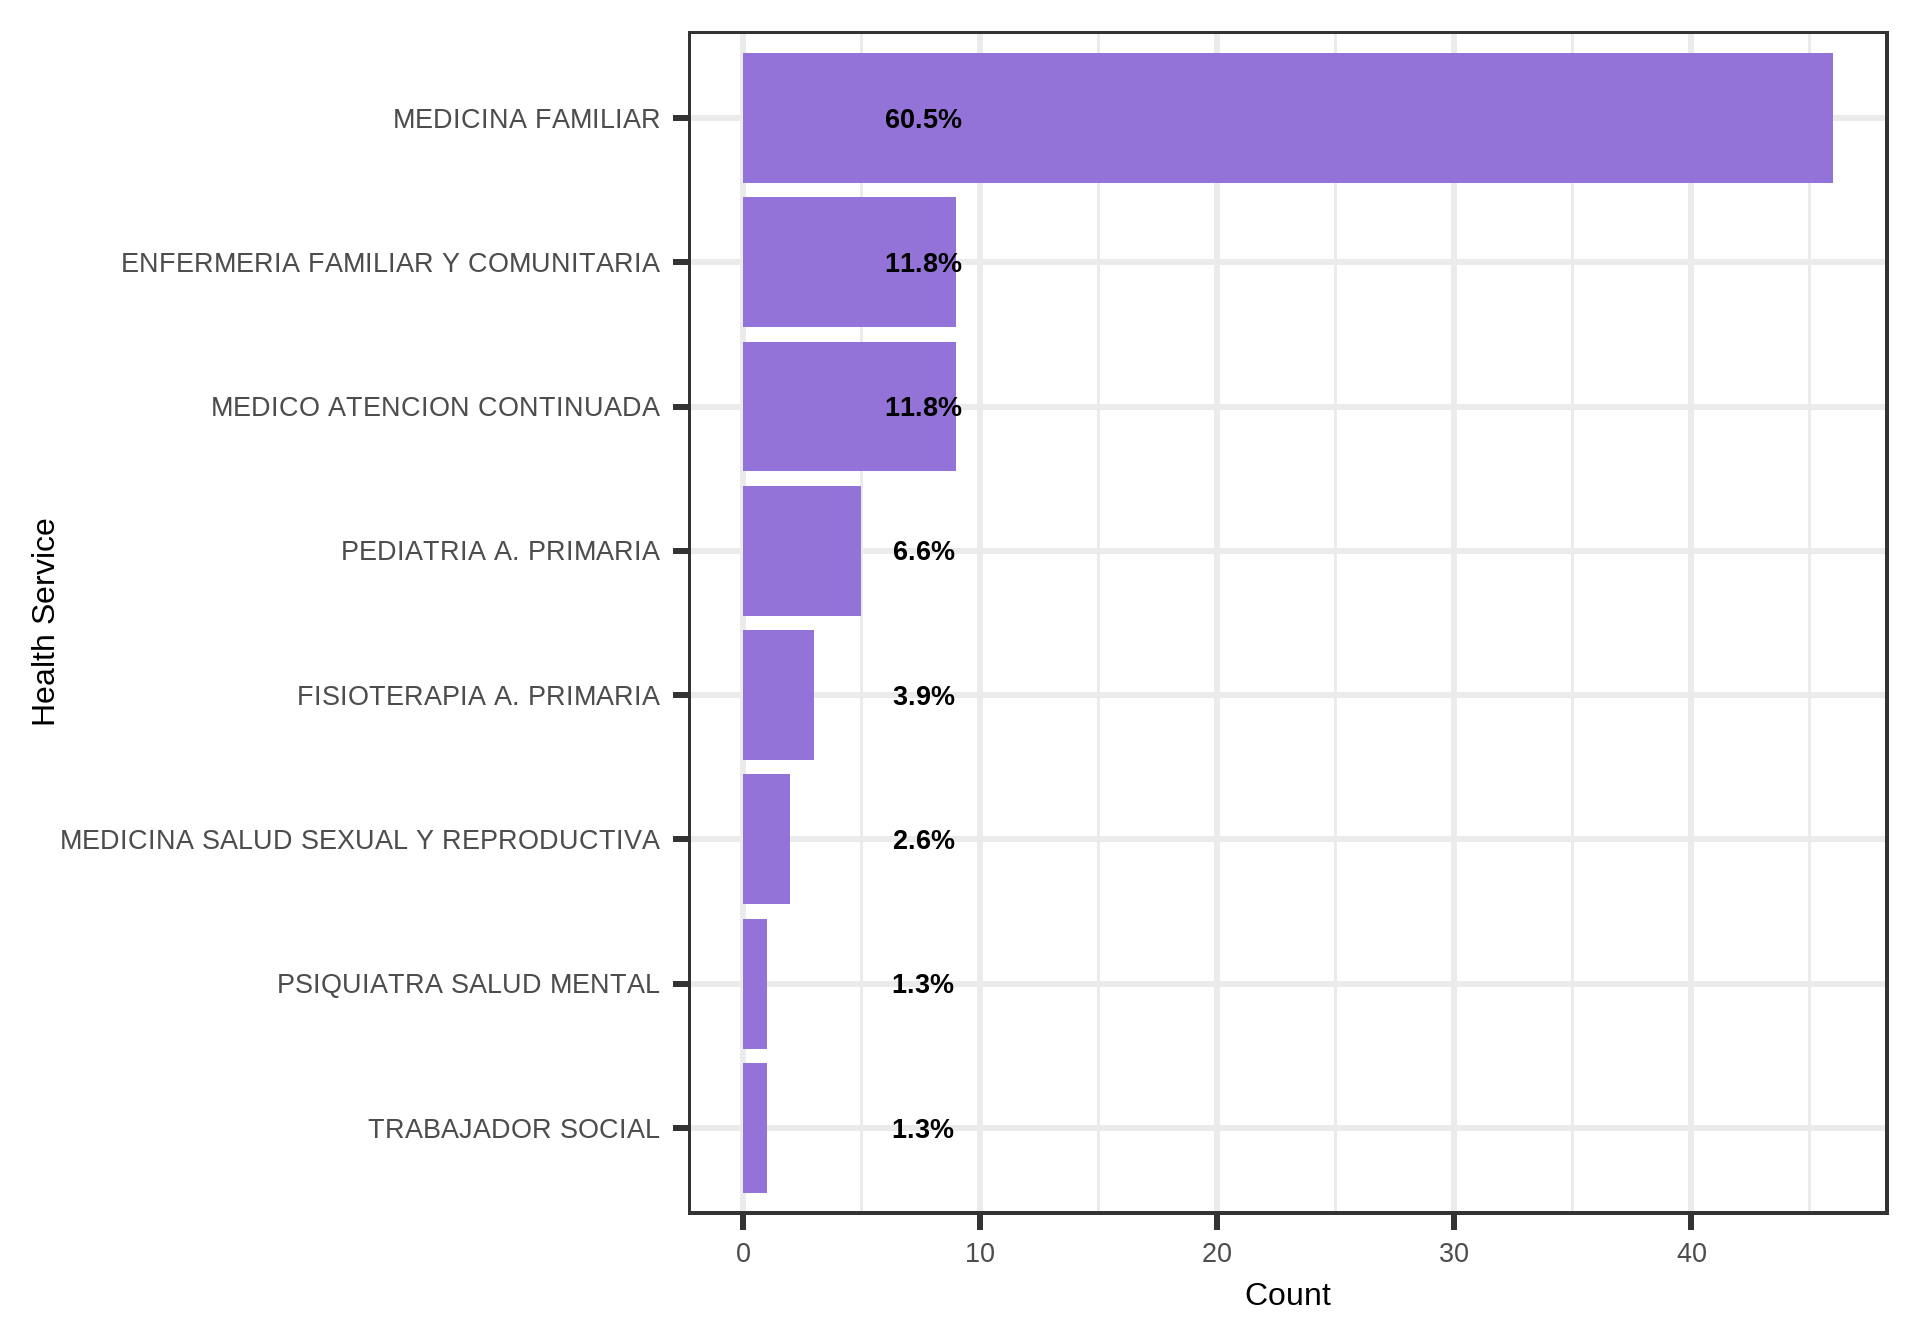 MEDICINA FAMILIAR
60.5%
ENFERMERIA FAMILIAR Y COMUNITARIA
11.8%
MEDICO ATENCION CONTINUADA
11.8%
PEDIATRIA A. PRIMARIA
6.6%
FISIOTERAPIA A. PRIMARIA
3.9%
MEDICINA SALUD SEXUAL Y REPRODUCTIVA
2.6%
PSIQUIATRA SALUD MENTAL
1.3%
TRABAJADOR SOCIAL
1.3%
Health Service
0 10 20 30 40
Count